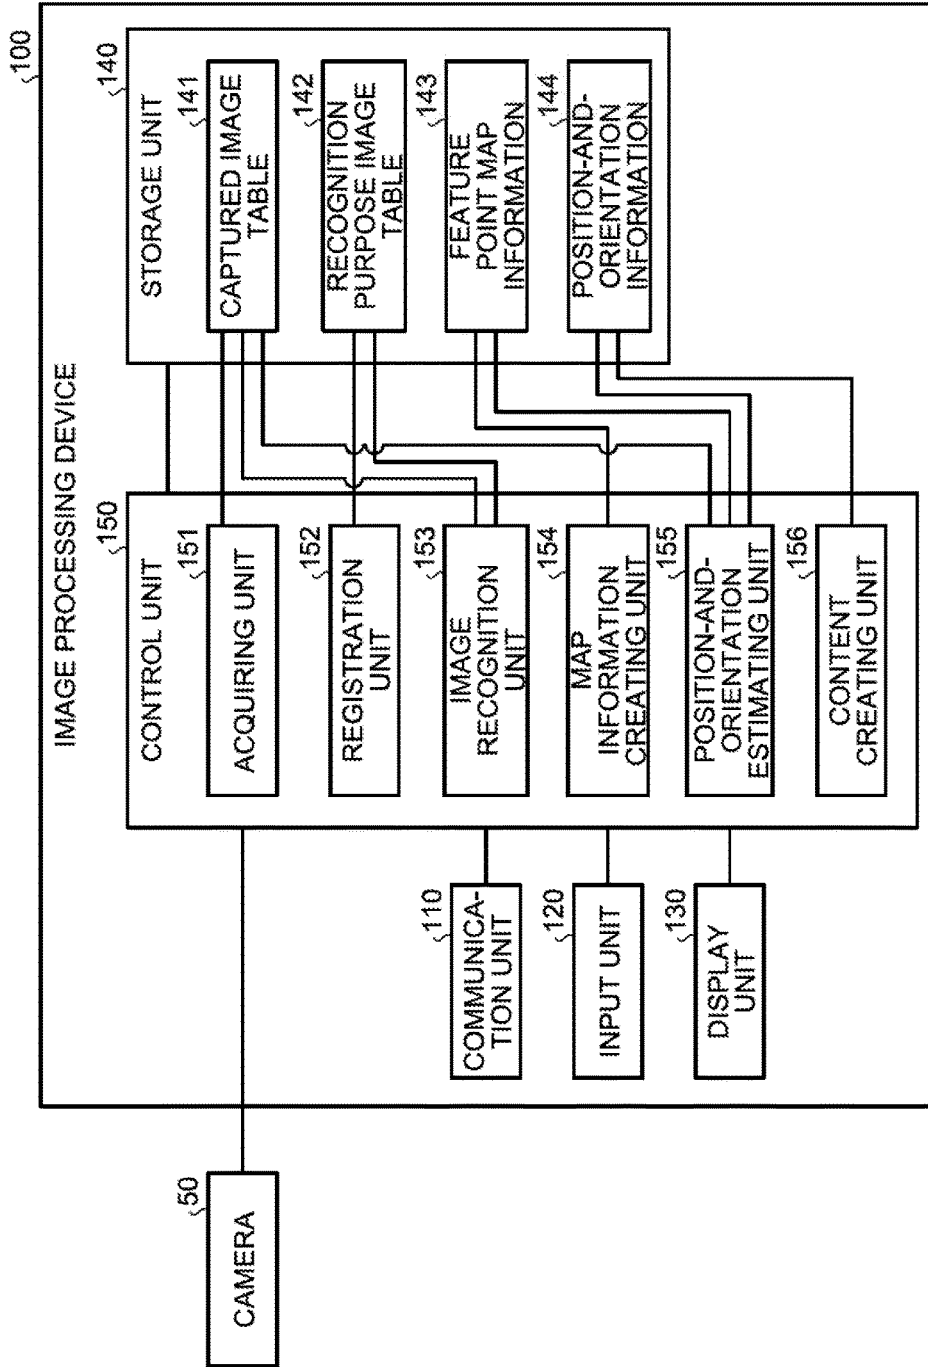 100
IMAGE PROCESSING DEVICE
50
CAMERA
110
COMMUNICA-
TION UNIT
120
INPUT UNIT
130
DISPLAY
UNIT
150
CONTROL UNIT
151
ACQUIRING UNIT
152
REGISTRATION
UNIT
153
IMAGE
RECOGNITION
UNIT
154
MAP
INFORMATION
CREATING UNIT
155
POSITION-AND-
ORIENTATION
ESTIMATING UNIT
156
CONTENT
CREATING UNIT
140
STORAGE UNIT
141
CAPTURED IMAGE
TABLE
142
RECOGNITION
PURPOSE IMAGE
TABLE
143
FEATURE
POINT MAP
INFORMATION
144
POSITION-AND-
ORIENTATION
INFORMATION